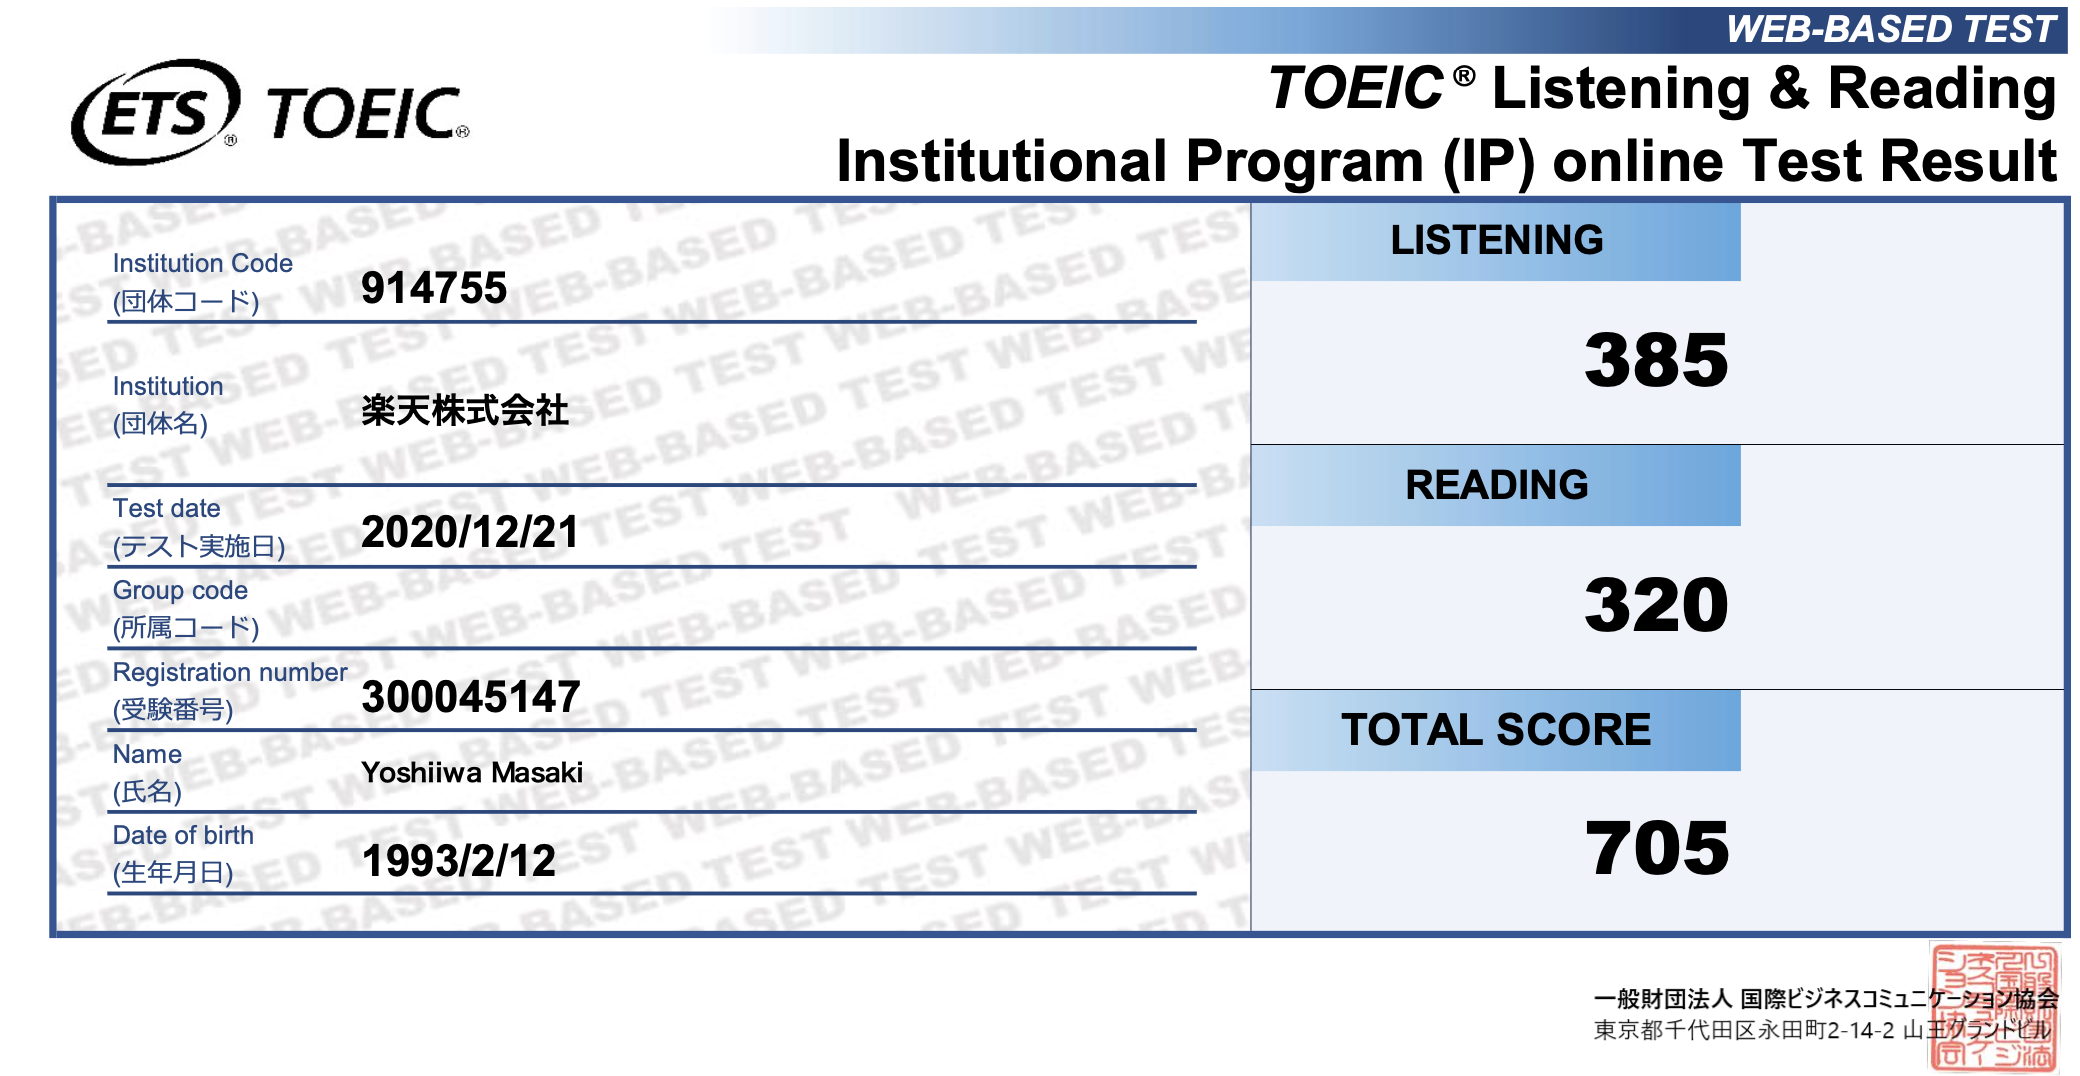 WEB-BASED TEST
ETS® TOEIC®
TOEIC® Listening & Reading
Institutional Program (IP) online Test Result
Institution Code
(団体コード)
914755
Institution
(団体名)
楽天株式会社
Test date
(テスト実施日)
2020/12/21
Group code
(所属コード)
Registration number
(受験番号)
300045147
Name
(氏名)
Yoshiiwa Masaki
Date of birth
(生年月日)
1993/2/12
LISTENING
385
READING
320
TOTAL SCORE
705
一般財団法人 国際ビジネスコミュニケーション協会
東京都千代田区永田町2-14-2 山王グランドビル